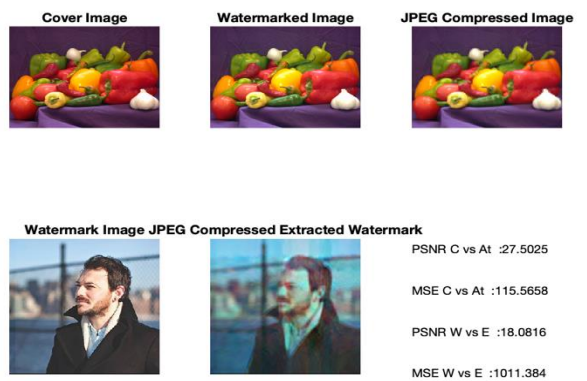 Cover Image
Watermarked Image
JPEG Compressed Image
Watermark Image
JPEG Compressed Extracted Watermark
PSNR C vs At :27.5025
MSE C vs At :115.5658
PSNR W vs E :18.0816
MSE W vs E :1011.384